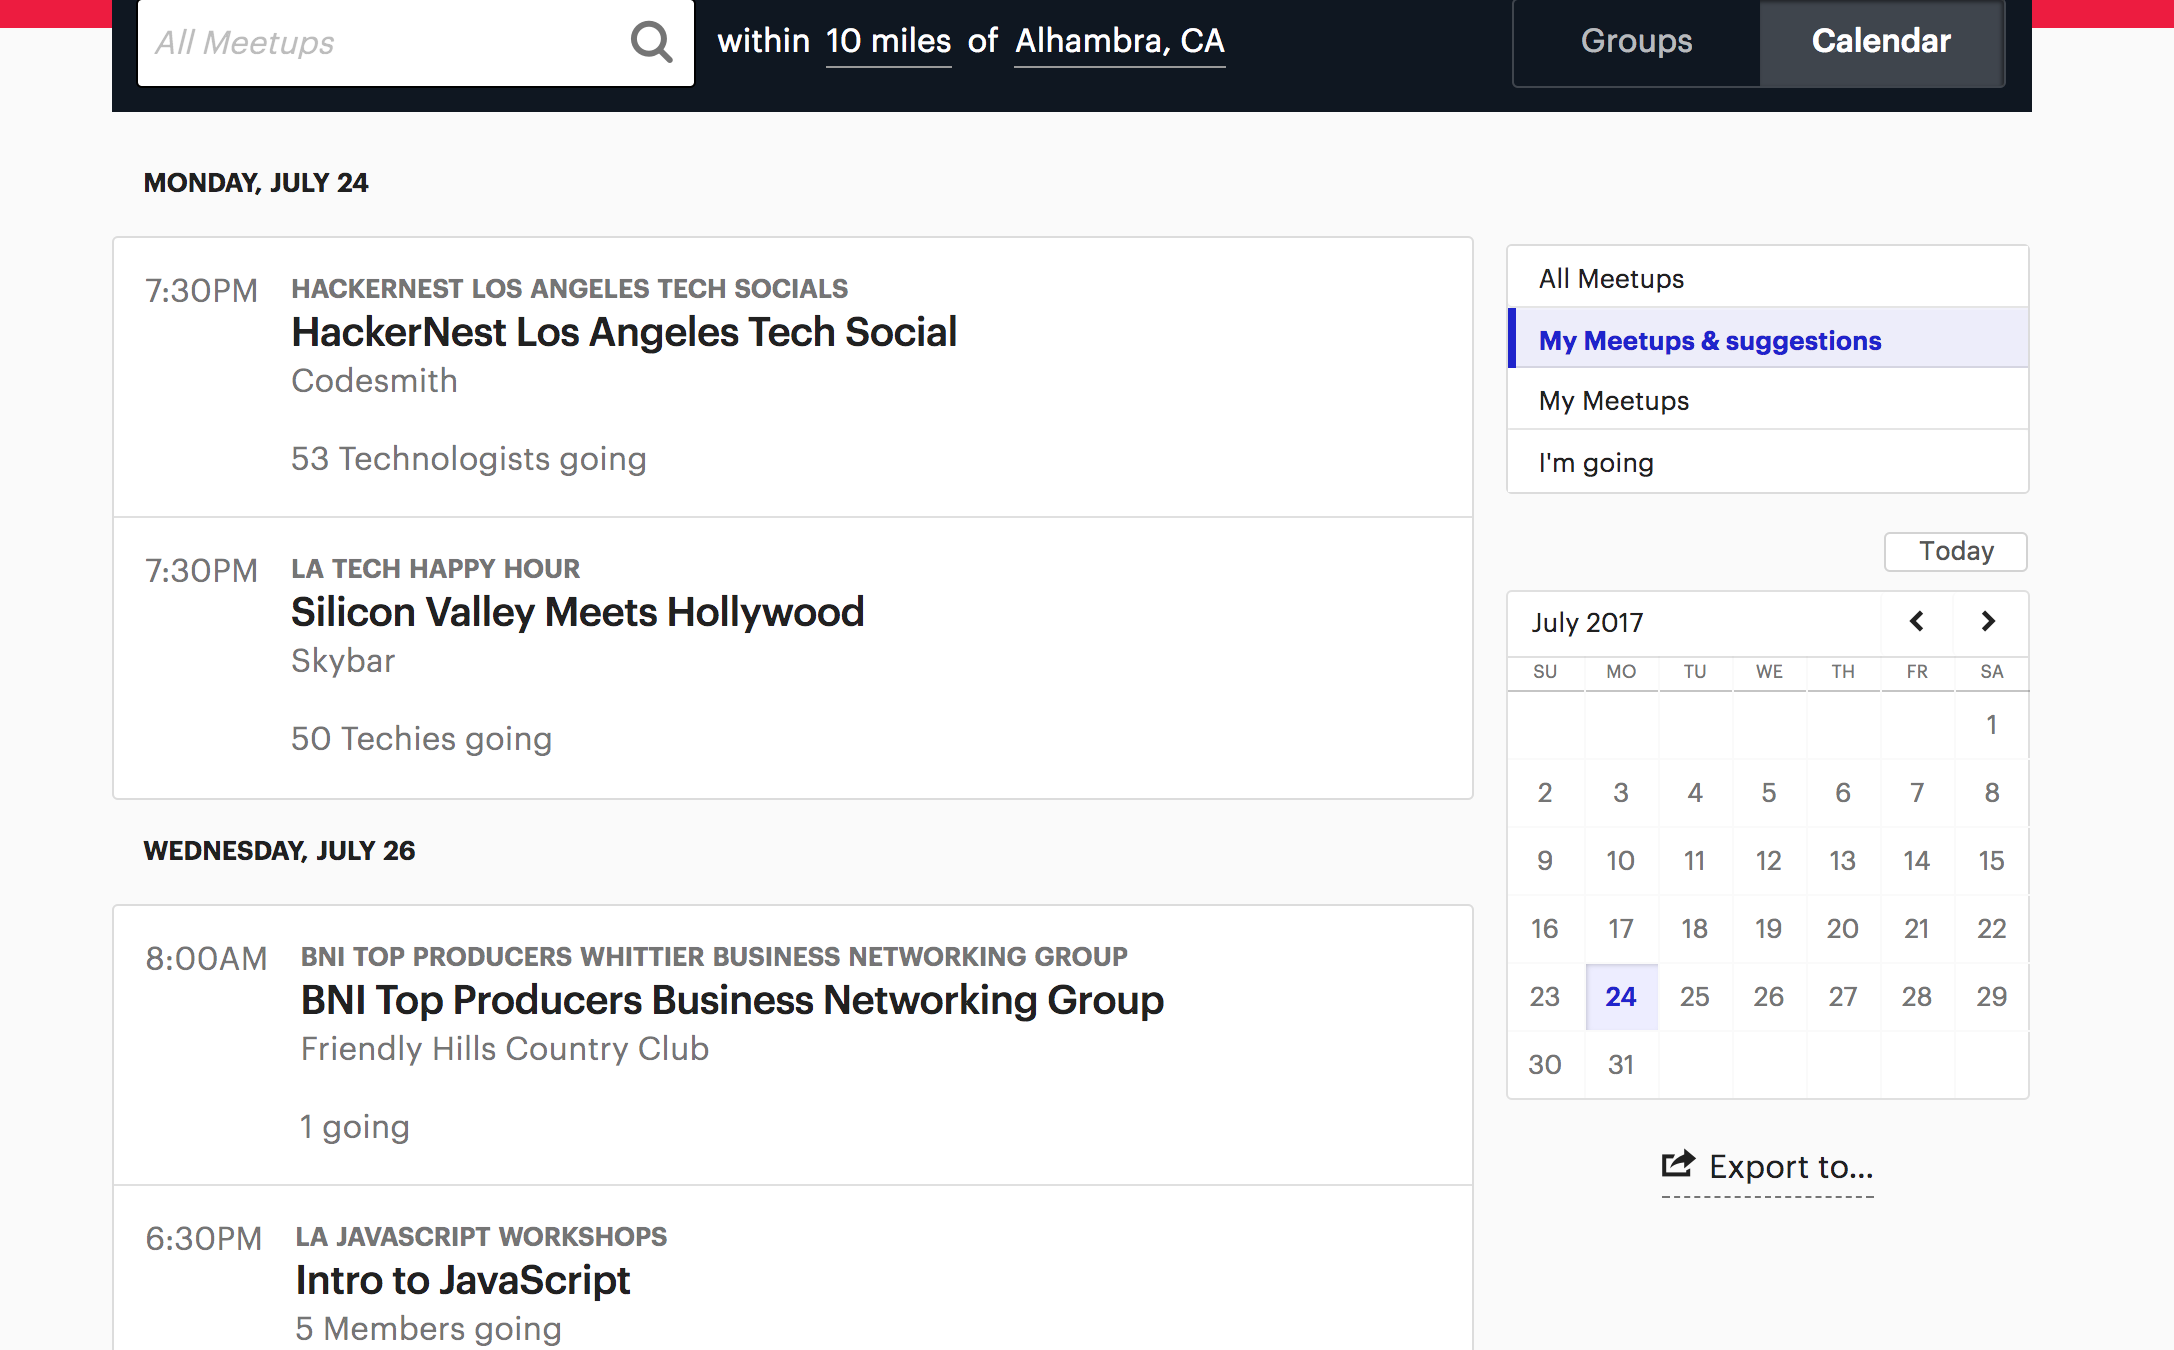 All Meetups
within 10 miles of Alhambra, CA
Groups
Calendar
MONDAY, JULY 24
7:30PM
HACKERNEST LOS ANGELES TECH SOCIALS
HackerNest Los Angeles Tech Social
Codesmith
53 Technologists going
7:30PM
LA TECH HAPPY HOUR
Silicon Valley Meets Hollywood
Skybar
50 Techies going
WEDNESDAY, JULY 26
8:00AM
BNI TOP PRODUCERS WHITTIER BUSINESS NETWORKING GROUP
BNI Top Producers Business Networking Group
Friendly Hills Country Club
1 going
6:30PM
LA JAVASCRIPT WORKSHOPS
Intro to JavaScript
5 Members going
All Meetups
My Meetups & suggestions
My Meetups
I'm going
Today
July 2017
SU MO TU WE TH FR SA
1
2 3 4 5 6 7 8
9 10 11 12 13 14 15
16 17 18 19 20 21 22
23 24 25 26 27 28 29
30 31
Export to...